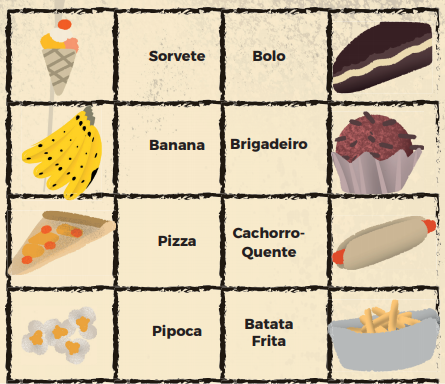 Sorvete
Bolo
Banana
Brigadeiro
Pizza
Cachorro-
Quente
Pipoca
Batata
Frita